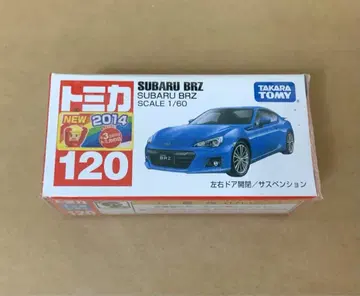 トミカ
NEW 2014
120
SUBARU BRZ
SUBARU BRZ
SCALE 1/60
TAKARA
TOMY
BRZ
左右ドア開閉/サスペンション